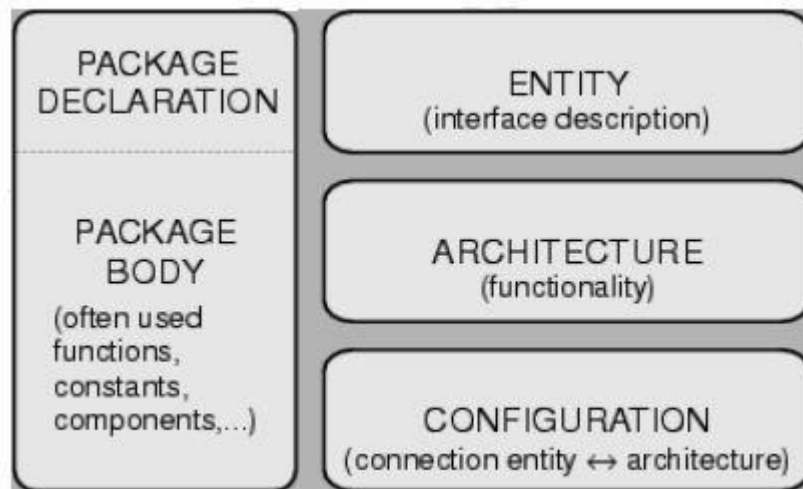 PACKAGE
DECLARATION
PACKAGE
BODY
(often used
functions,
constants,
components,...)
ENTITY
(interface description)
ARCHITECTURE
(functionality)
CONFIGURATION
(connection entity ↔ architecture)